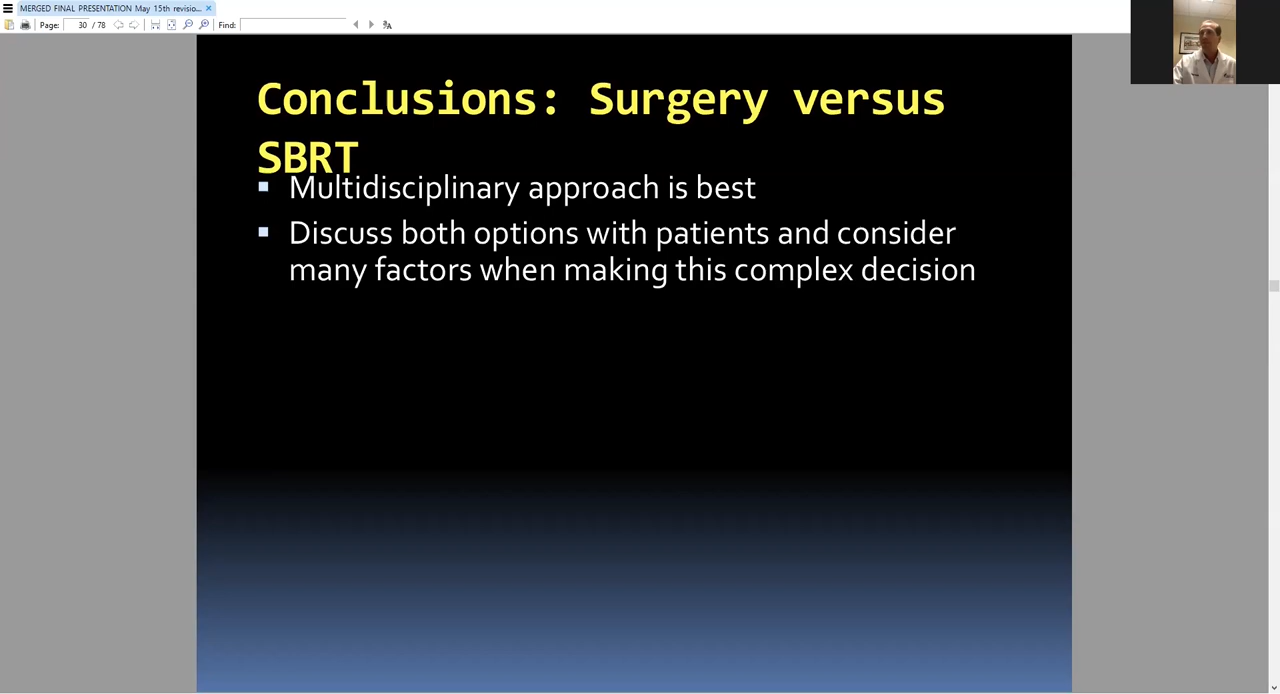 MERGED FINAL PRESENTATION May 15th revisio...
Page: 30 / 78 Find:
Conclusions: Surgery versus
SBRT
Multidisciplinary approach is best
Discuss both options with patients and consider
many factors when making this complex decision